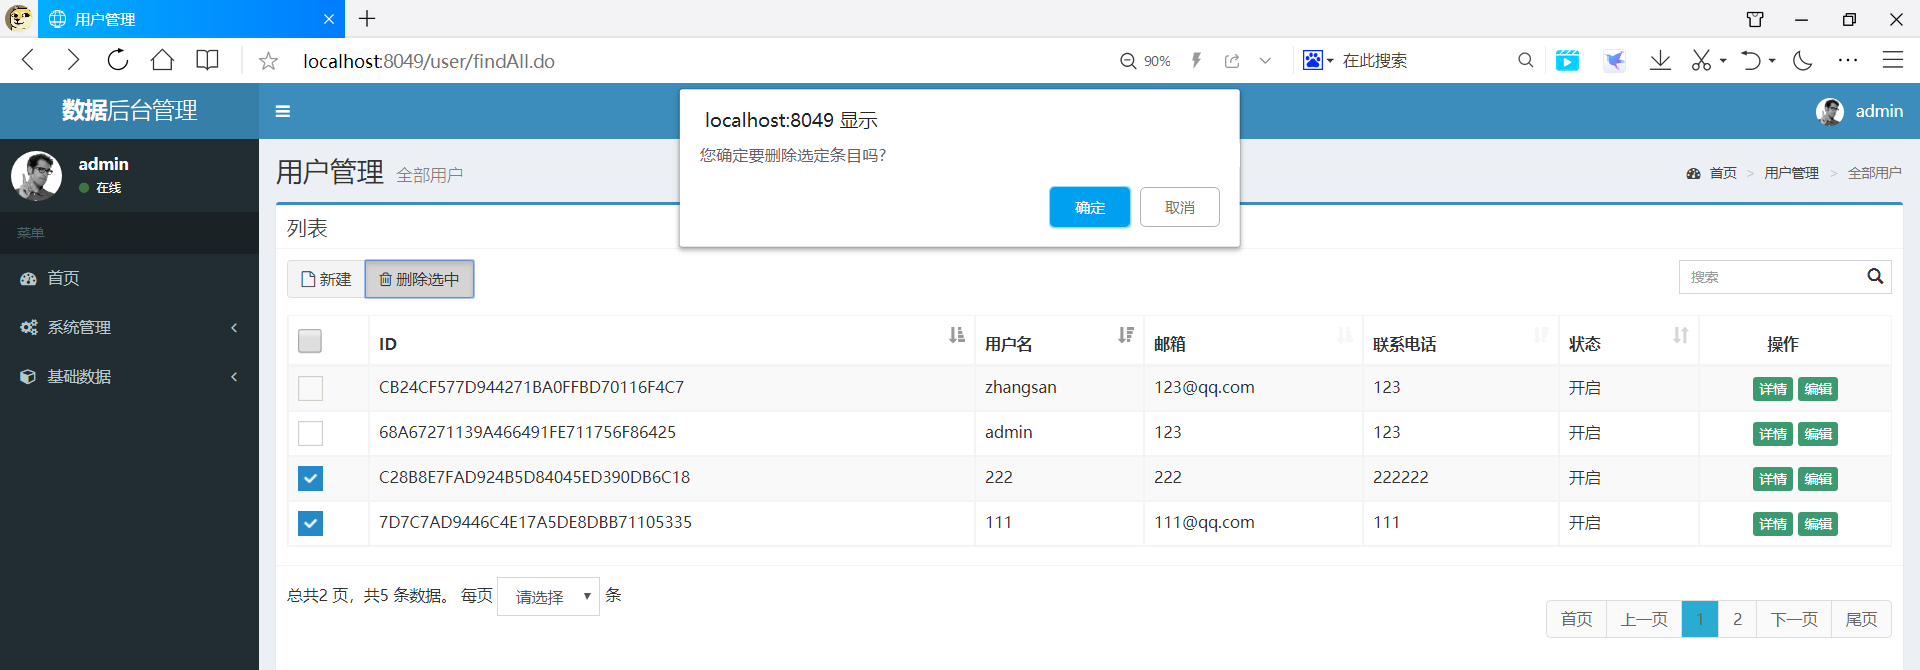 用户管理
localhost:8049/user/findAll.do
90%
在此搜索
数据后台管理
admin
admin
在线
菜单
首页
系统管理
基础数据
localhost:8049 显示
您确定要删除选定条目吗?
确定
取消
用户管理 全部用户
首页 > 用户管理 > 全部用户
列表
新建 删除选中
搜索
ID 用户名 邮箱 联系电话 状态 操作
CB24CF577D944271BA0FFBD70116F4C7 zhangsan 123@qq.com 123 开启 详情 编辑
68A67271139A466491FE711756F86425 admin 123 123 开启 详情 编辑
C28B8E7FAD924B5D84045ED390DB6C18 222 222 222222 开启 详情 编辑
7D7C7AD9446C4E17A5DE8DBB71105335 111 111@qq.com 111 开启 详情 编辑
总共2 页，共5 条数据。 每页 请选择 条
首页 上一页 1 2 下一页 尾页